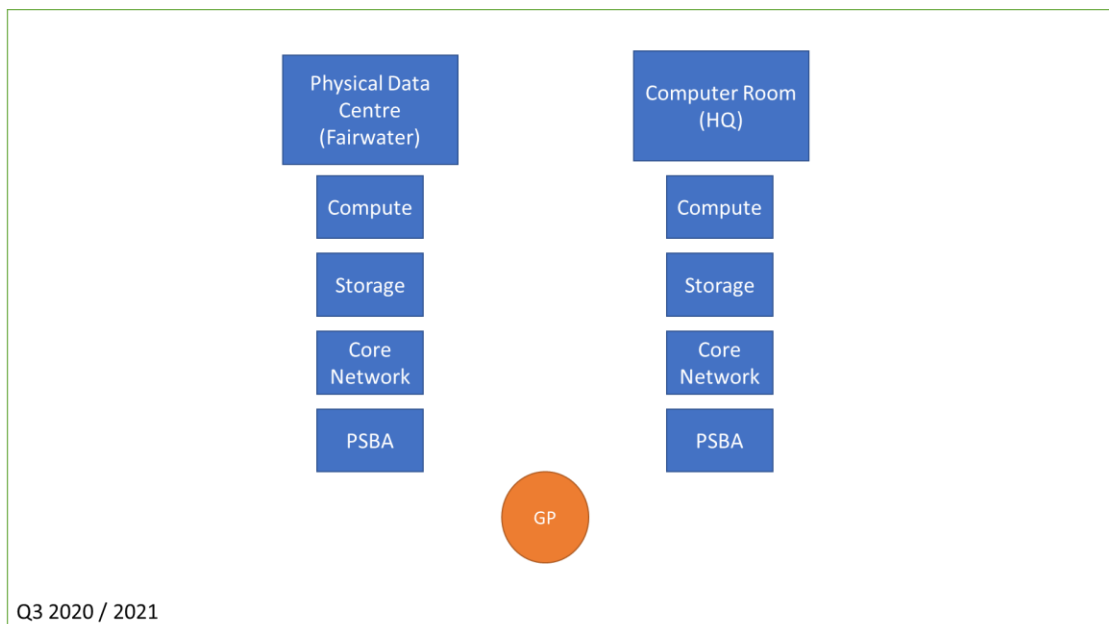 Physical Data
Centre
(Fairwater)
Compute
Storage
Core
Network
PSBA
Computer Room
(HQ)
Compute
Storage
Core
Network
PSBA
GP
Q3 2020 / 2021